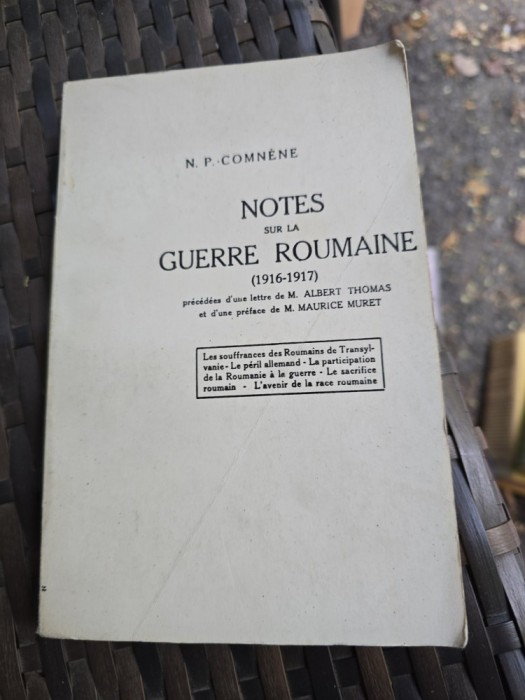 N. P. COMNÈNE
NOTES
SUR LA
GUERRE ROUMAINE
(1916-1917)
précédées d'une lettre de M. ALBERT THOMAS
et d'une préface de M. MAURICE MURET
Les souffrances des Roumains de Transyl-
vanie - Le péril allemand - La participation
de la Roumanie à la guerre - Le sacrifice
roumain - L'avenir de la race roumaine